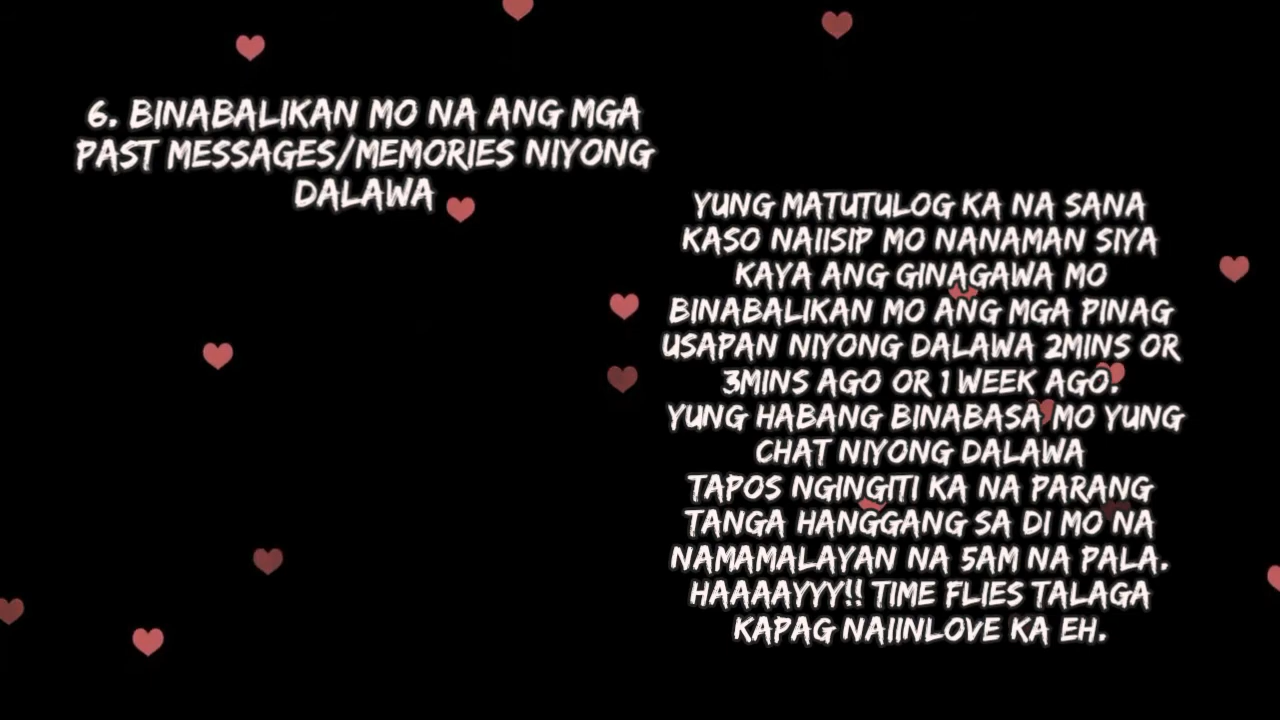 6. BINABALIKAN MO NA ANG MGA
PAST MESSAGES/MEMORIES NIYONG
DALAWA
YUNG MATUTULOG KA NA SANA
KASO NAIISIP MO NANAMAN SIYA
KAYA ANG GINAGAWA MO
BINABALIKAN MO ANG MGA PINAG
USAPAN NIYONG DALAWA 2MINS OR
3MINS AGO OR 1 WEEK AGO.
YUNG HABANG BINABASA MO YUNG
CHAT NIYONG DALAWA
TAPOS NGINGITI KA NA PARANG
TANGA HANGGANG SA DI MO NA
NAMAMALAYAN NA 5AM NA PALA.
HAAAAYYY!! TIME FLIES TALAGA
KAPAG NAIINLOVE KA EH.